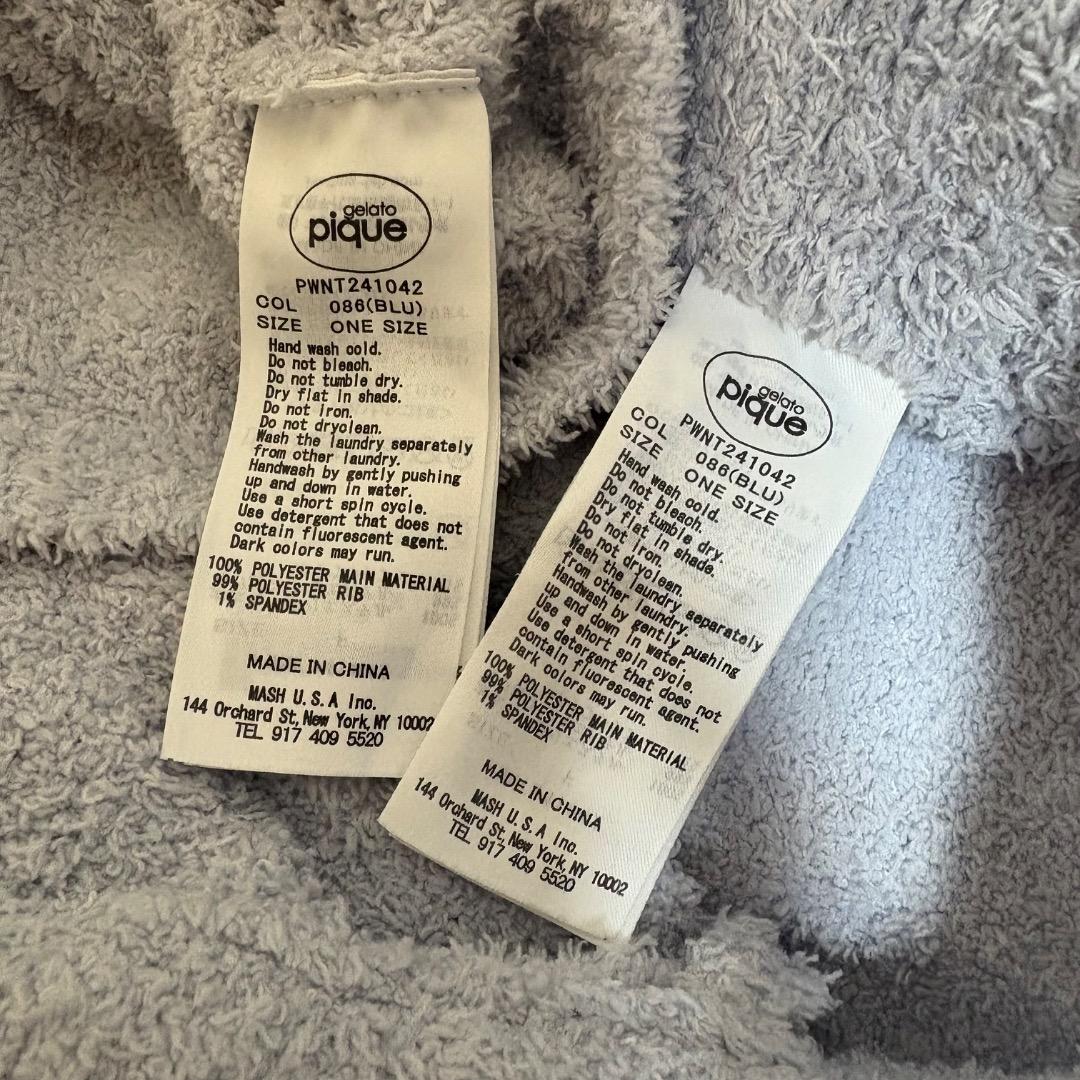 gelato
pique
PWNT241042
COL 086(BLU)
SIZE ONE SIZE
Hand wash cold.
Do not bleach.
Do not tumble dry.
Dry flat in shade.
Do not iron.
Do not dryclean.
Wash the laundry separately
from other laundry.
Handwash by gently pushing
up and down in water.
Use a short spin cycle.
Use detergent that does not
contain fluorescent agent.
Dark colors may run.
100% POLYESTER MAIN MATERIAL
99% POLYESTER RIB
1% SPANDEX
MADE IN CHINA
MASH U.S.A Inc.
144 Orchard St, New York, NY 10002
TEL 917 409 5520
gelato
pique
PWNT241042
COL 086(BLU)
SIZE ONE SIZE
Hand wash cold.
Do not bleach.
Do not tumble dry.
Dry flat in shade.
Do not iron.
Do not dryclean.
Wash the laundry separately
from other laundry.
Handwash by gently pushing
up and down in water.
Use a short spin cycle.
Use detergent that does not
contain fluorescent agent.
Dark colors may run.
100% POLYESTER MAIN MATERIAL
99% POLYESTER RIB
1% SPANDEX
MADE IN CHINA
MASH U.S.A Inc.
144 Orchard St, New York, NY 10002
TEL 917 409 5520